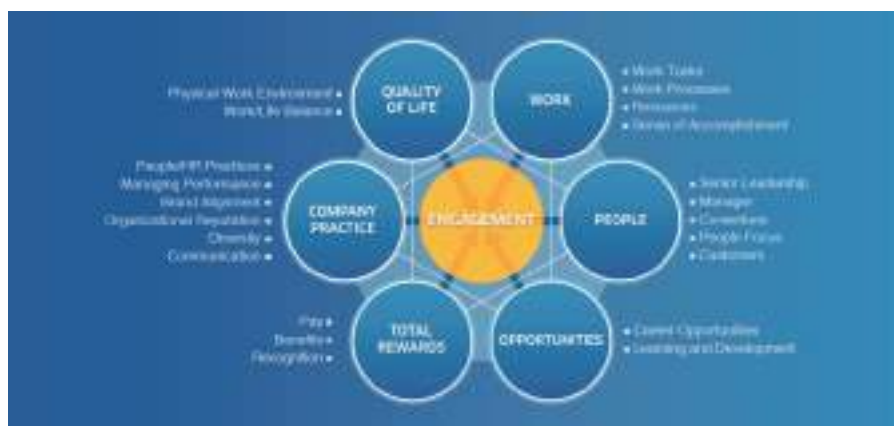 QUALITY
OF LIFE
Physical Work Environment
Work/Life Balance
WORK
Work Tasks
Work Processes
Resources
Sense of Accomplishment
COMPANY
PRACTICE
People/HR Practices
Managing Performance
Brand Alignment
Organizational Reputation
Diversity
Communication
ENGAGEMENT
PEOPLE
Senior Leadership
Manager
People Focus
Customers
TOTAL
REWARDS
Pay
Benefits
Recognition
OPPORTUNITIES
Career Opportunities
Learning and Development